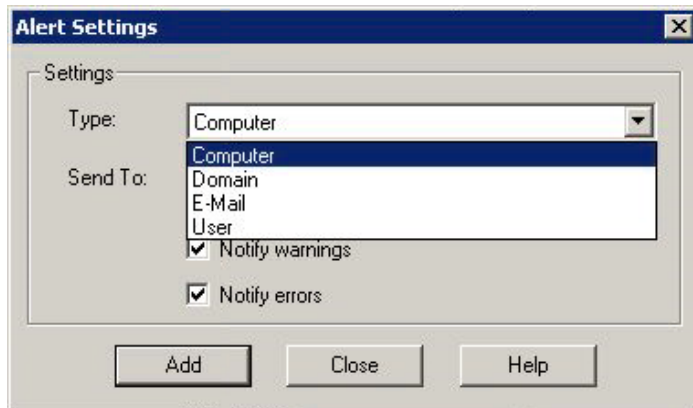 Alert Settings
Settings
Type:
Computer
Computer
Domain
Send To:
E-Mail
User
Notify warnings
Notify errors
Add
Close
Help